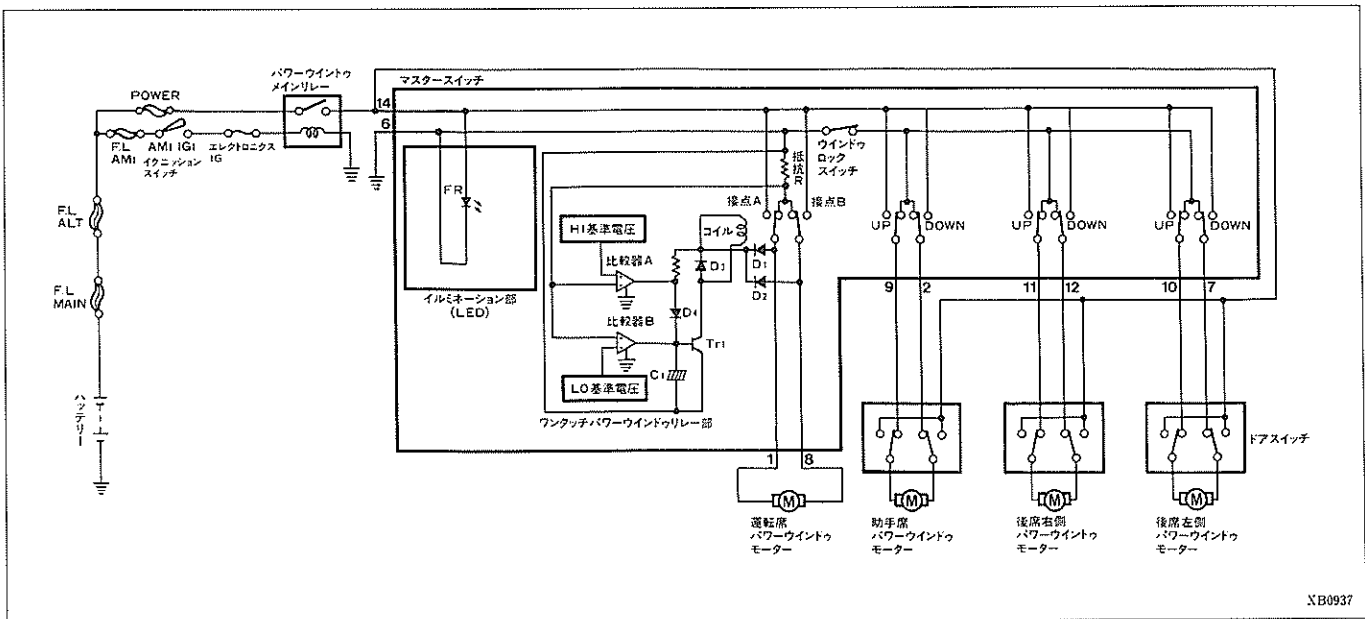 パワーウインドゥ
メインリレー
マスタースイッチ
POWER
14
6
F.L
AM1
AM1 IG1
イグニッション
スイッチ
エレクトロニクス
IG
ウインドゥ
ロック
スイッチ
抵抗R
FR
接点A
接点B
F.L
ALT
HI基準電圧
コイル
UP
DOWN
UP
DOWN
UP
DOWN
比較器A
D3
D1
D2
F.L
MAIN
イルミネーション部
(LED)
D4
9
2
11
12
10
7
比較器B
Tr1
C1
LO基準電圧
バッテリー
ワンタッチパワーウインドゥリレー部
ドアスイッチ
1
8
M
M
M
M
運転席
パワーウインドゥ
モーター
助手席
パワーウインドゥ
モーター
後席右側
パワーウインドゥ
モーター
後席左側
パワーウインドゥ
モーター
XB0937